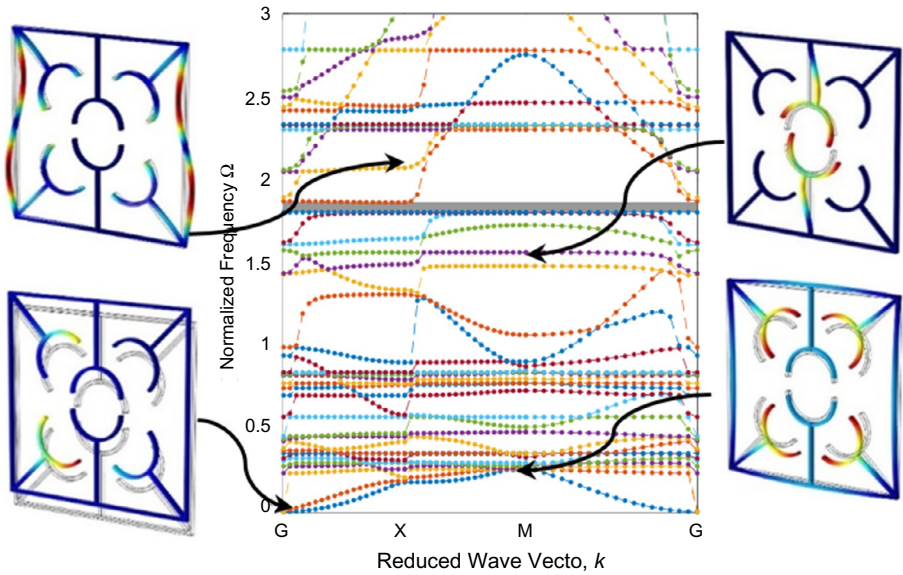 3
2.5
2
1.5
1
0.5
0
Normalized Frequency Ω
G X M G
Reduced Wave Vecto, k